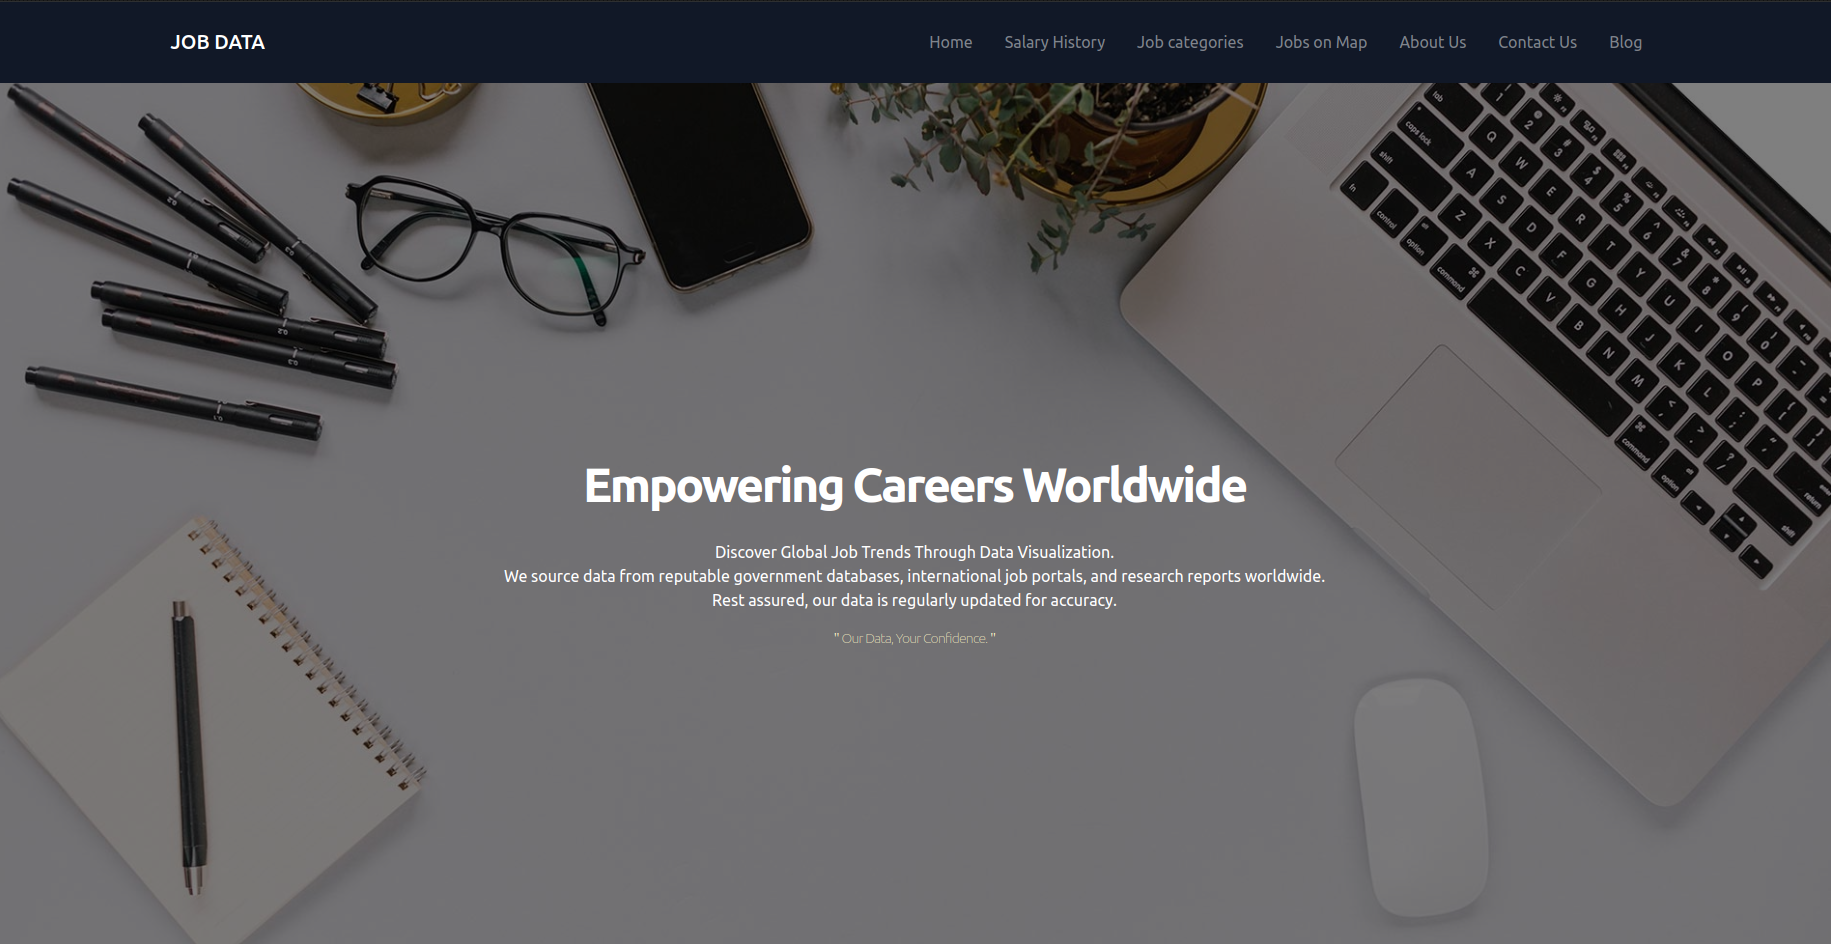 JOB DATA
Home Salary History Job categories Jobs on Map About Us Contact Us Blog
Empowering Careers Worldwide
Discover Global Job Trends Through Data Visualization.
We source data from reputable government databases, international job portals, and research reports worldwide.
Rest assured, our data is regularly updated for accuracy.
" Our Data, Your Confidence. "